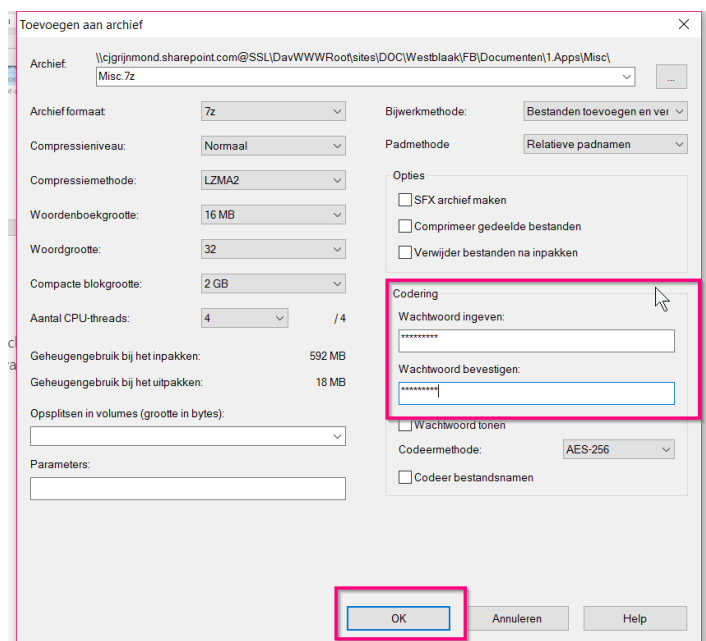 Toevoegen aan archief
Archief: \\cjgrijnmond.sharepoint.com@SSL\DavWWWRoot\sites\DOC\Westblaak\FB\Documenten\1.Apps\Misc\
Misc.7z
...
Archief formaat: 7z
Compressieniveau: Normaal
Compressiemethode: LZMA2
Woordenboekgrootte: 16 MB
Woordgrootte: 32
Compacte blokgrootte: 2 GB
Aantal CPU-threads: 4 / 4
Geheugengebruik bij het inpakken: 592 MB
Geheugengebruik bij het uitpakken: 18 MB
Opsplitsen in volumes (grootte in bytes):
Parameters:
Bijwerkmethode: Bestanden toevoegen en ver
Padmethode Relatieve padnamen
Opties
SFX archief maken
Comprimeer gedeelde bestanden
Verwijder bestanden na inpakken
Codering
Wachtwoord ingeven:
*********
Wachtwoord bevestigen:
*********
Wachtwoord tonen
Codeermethode: AES-256
Codeer bestandsnamen
OK Annuleren Help